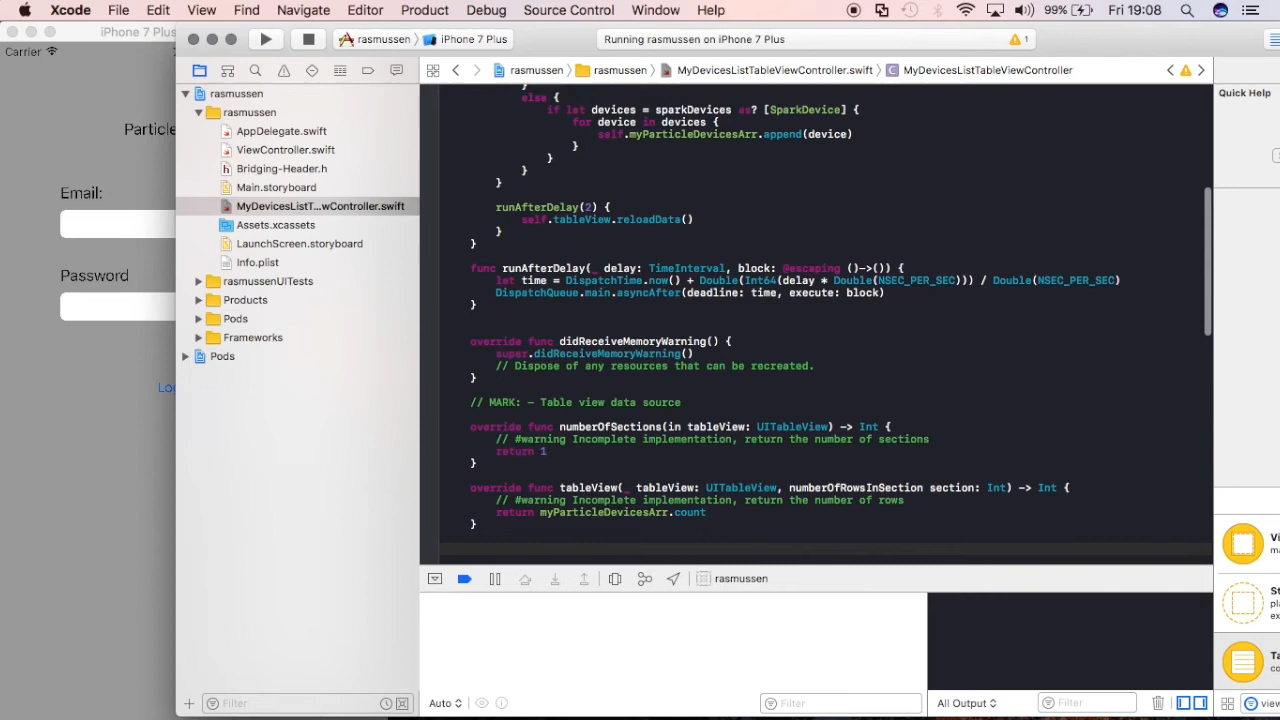 Xcode File Edit View Find Navigate Editor Product Debug Source Control Window Help 99% Fri 19:08
iPhone 7 Plus
rasmussen iPhone 7 Plus
Running rasmussen on iPhone 7 Plus
1
Carrier
rasmussen rasmussen MyDevicesListTableViewController.swift MyDevicesListTableViewController
Quick Help
rasmussen
rasmussen
AppDelegate.swift
ViewController.swift
Bridging-Header.h
Main.storyboard
MyDevicesListT...wController.swift
Assets.xcassets
LaunchScreen.storyboard
Info.plist
rasmussenUITests
Products
Pods
Frameworks
Pods
Particle
Email:
Password
}
else {
if let devices = sparkDevices as? [SparkDevice] {
for device in devices {
self.myParticleDevicesArr.append(device)
}
}
}
}
runAfterDelay(2) {
self.tableView.reloadData()
}
}
func runAfterDelay(_ delay: TimeInterval, block: @escaping ()->()) {
let time = DispatchTime.now() + Double(Int64(delay * Double(NSEC_PER_SEC))) / Double(NSEC_PER_SEC)
DispatchQueue.main.asyncAfter(deadline: time, execute: block)
}
override func didReceiveMemoryWarning() {
super.didReceiveMemoryWarning()
// Dispose of any resources that can be recreated.
}
// MARK: - Table view data source
override func numberOfSections(in tableView: UITableView) -> Int {
// #warning Incomplete implementation, return the number of sections
return 1
}
override func tableView(_ tableView: UITableView, numberOfRowsInSection section: Int) -> Int {
// #warning Incomplete implementation, return the number of rows
return myParticleDevicesArr.count
}
rasmussen
Filter
Auto
Filter
All Output
Filter